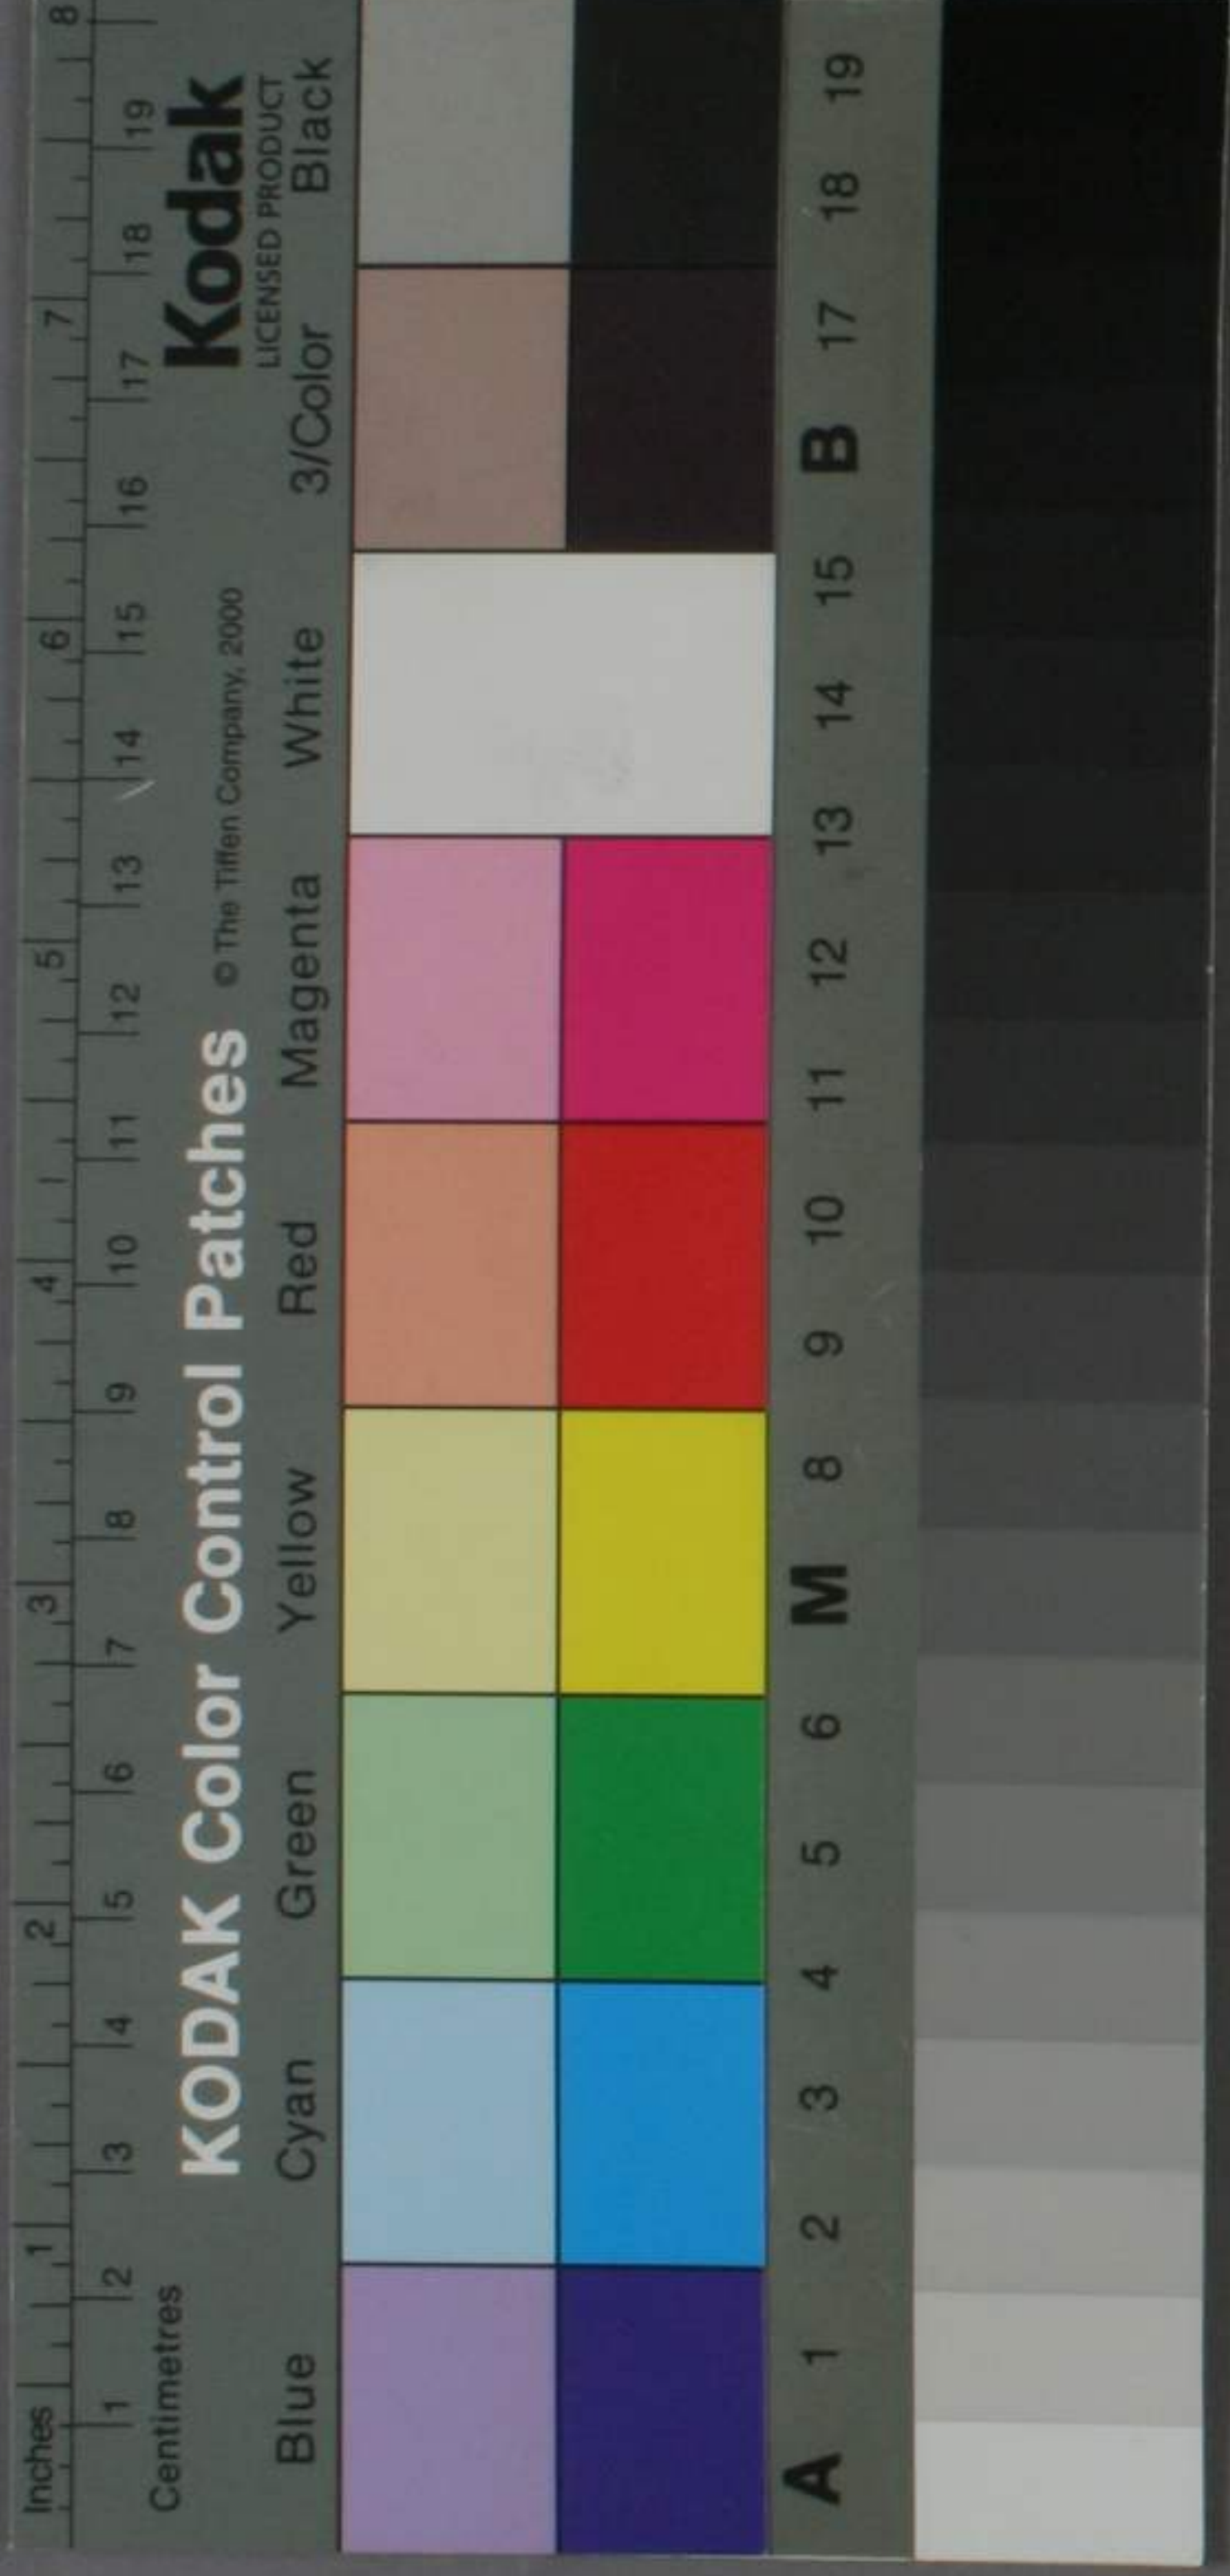 Inches 1 2 3 4 5 6 7 8
1 2 3 4 5 6 7 8 9 10 11 12 13 14 15 16 17 18 19
Centimetres
KODAK Color Control Patches © The Tiffen Company, 2000
Kodak
LICENSED PRODUCT
Blue Cyan Green Yellow Red Magenta White 3/Color Black
A 1 2 3 4 5 6 M 8 9 10 11 12 13 14 15 B 17 18 19